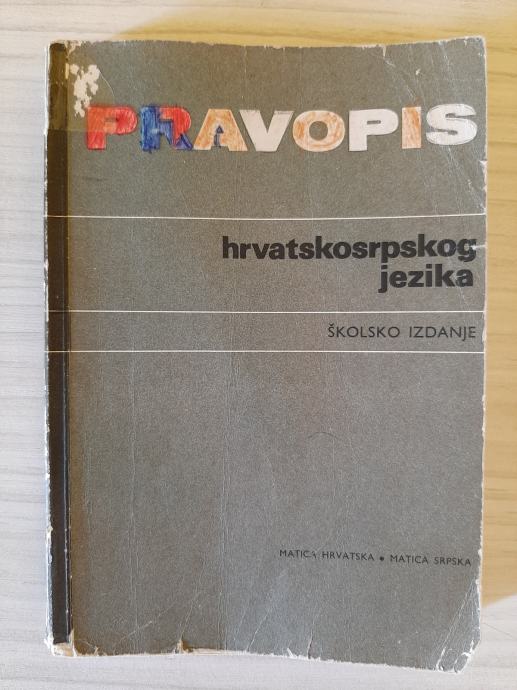 PRAVOPIS
hrvatskosrpskog
jezika
ŠKOLSKO IZDANJE
MATICA HRVATSKA • MATICA SRPSKA